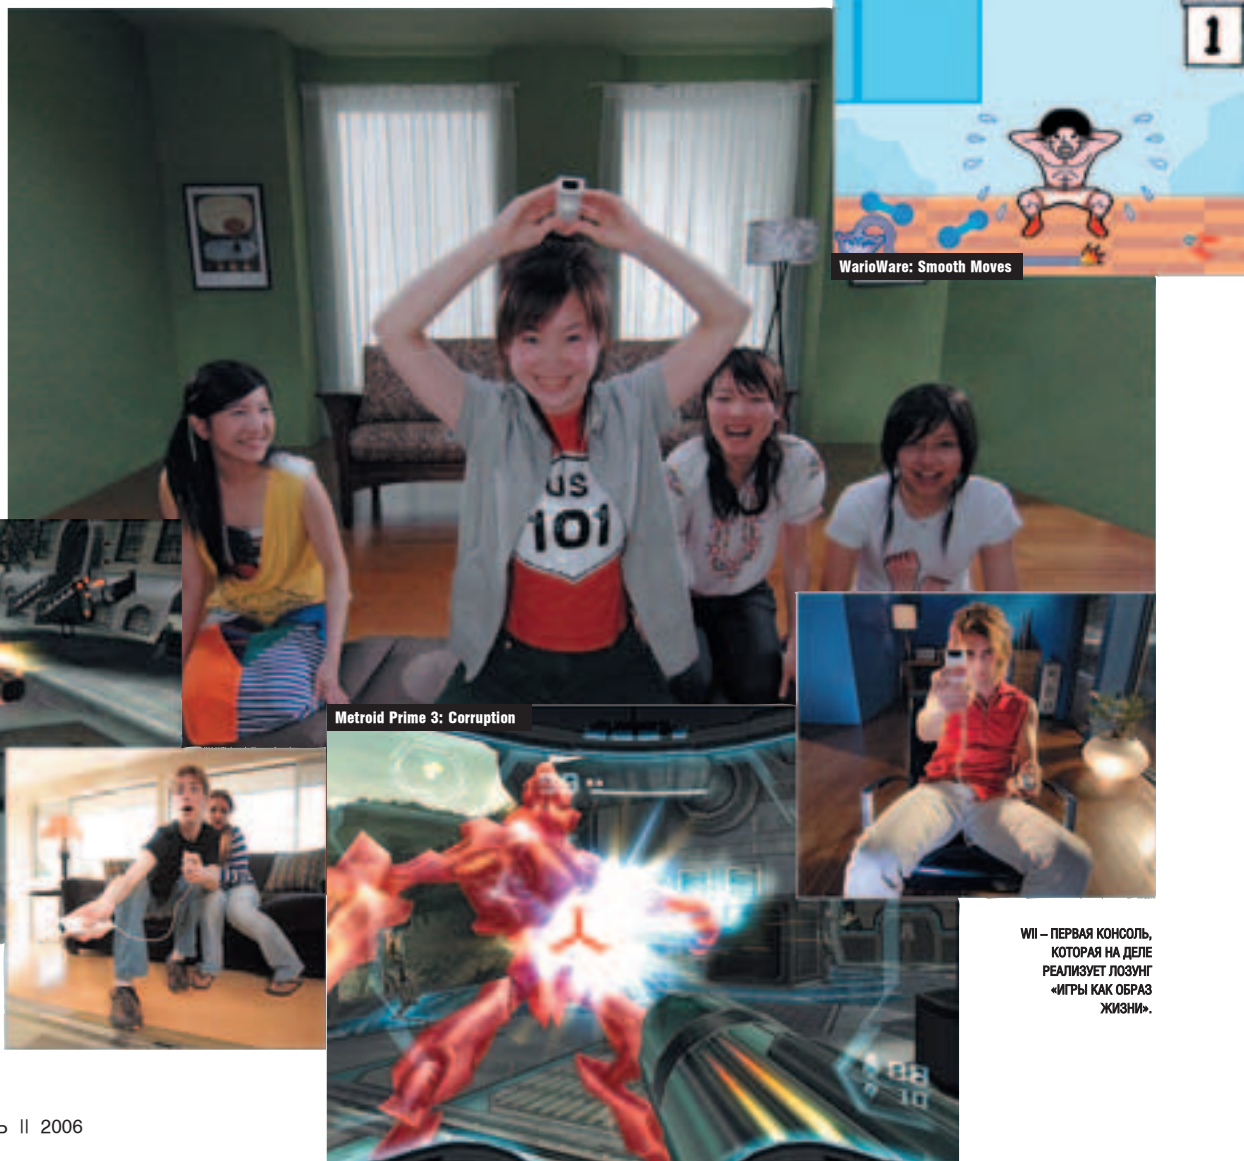 1
WarioWare: Smooth Moves
US
101
Metroid Prime 3: Corruption
WII – ПЕРВАЯ КОНСОЛЬ,
КОТОРАЯ НА ДЕЛЕ
РЕАЛИЗУЕТ ЛОЗУНГ
«ИГРЫ КАК ОБРАЗ
ЖИЗНИ».
Ь || 2006